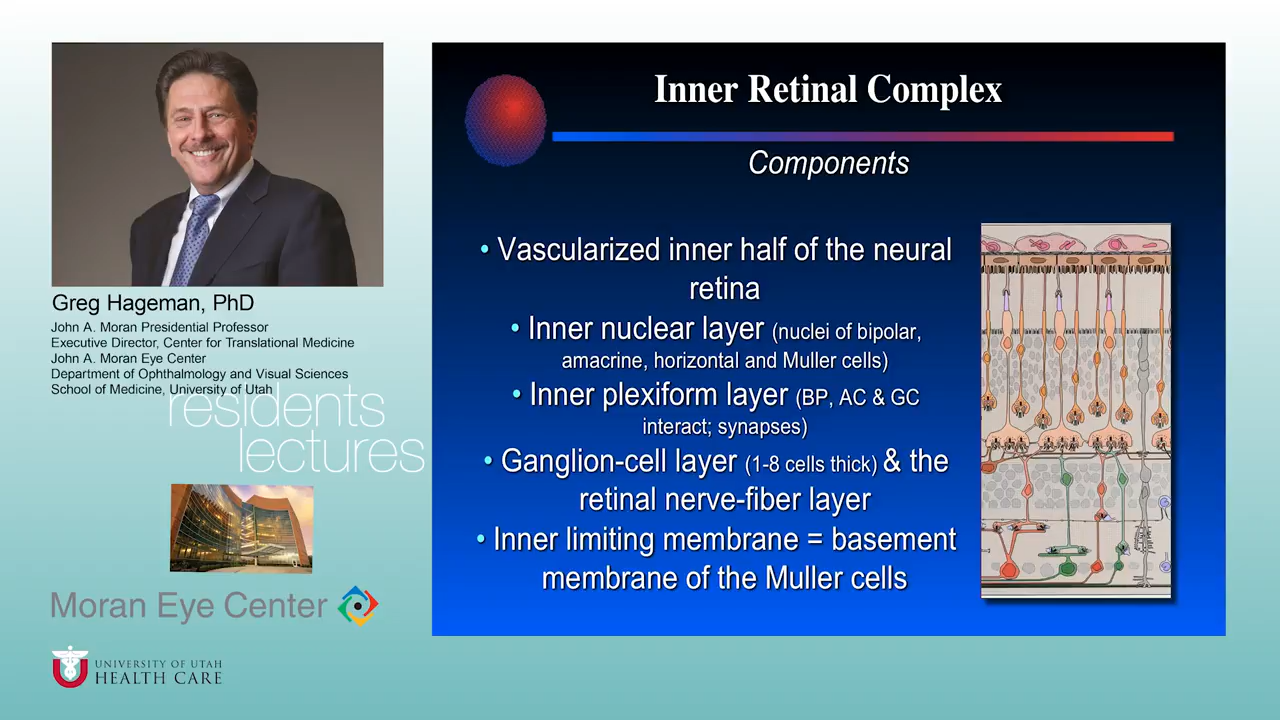 Greg Hageman, PhD
John A. Moran Presidential Professor
Executive Director, Center for Translational Medicine
John A. Moran Eye Center
Department of Ophthalmology and Visual Sciences
School of Medicine, University of Utah
residents
lectures
Moran Eye Center
UNIVERSITY OF UTAH
HEALTH CARE
Inner Retinal Complex
Components
• Vascularized inner half of the neural
retina
• Inner nuclear layer (nuclei of bipolar,
amacrine, horizontal and Muller cells)
• Inner plexiform layer (BP, AC & GC
interact; synapses)
• Ganglion-cell layer (1-8 cells thick) & the
retinal nerve-fiber layer
• Inner limiting membrane = basement
membrane of the Muller cells